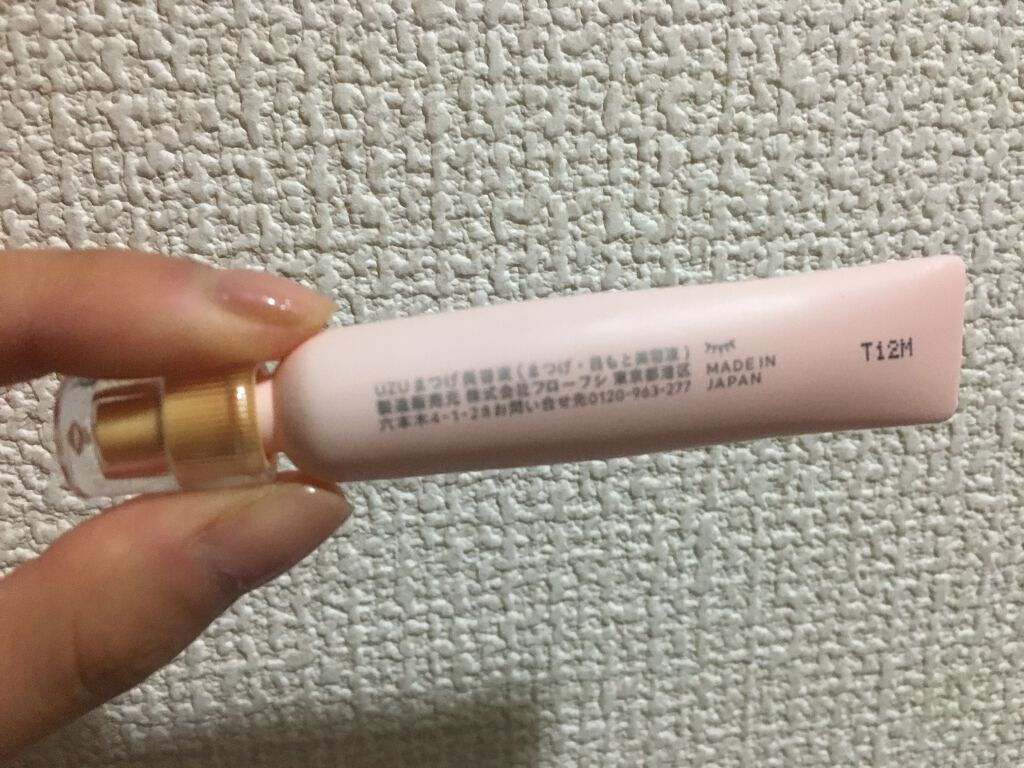 UZU まつげ美容液 (まつげ・目もと美容液)
製造販売元 株式会社フローフシ 東京都港区
六本木4-1-28お問い合せ先0120-963-277
MADE IN
JAPAN
T12M